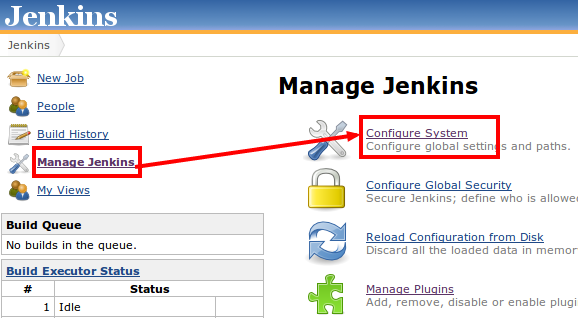 Jenkins
Jenkins
New Job
People
Build History
Manage Jenkins
My Views
Build Queue
No builds in the queue.
Build Executor Status
# Status
1 Idle
Manage Jenkins
Configure System
Configure global settings and paths.
Configure Global Security
Secure Jenkins; define who is allowe
Reload Configuration from Disk
Discard all the loaded data in memor
Manage Plugins
Add, remove, disable or enable plugi